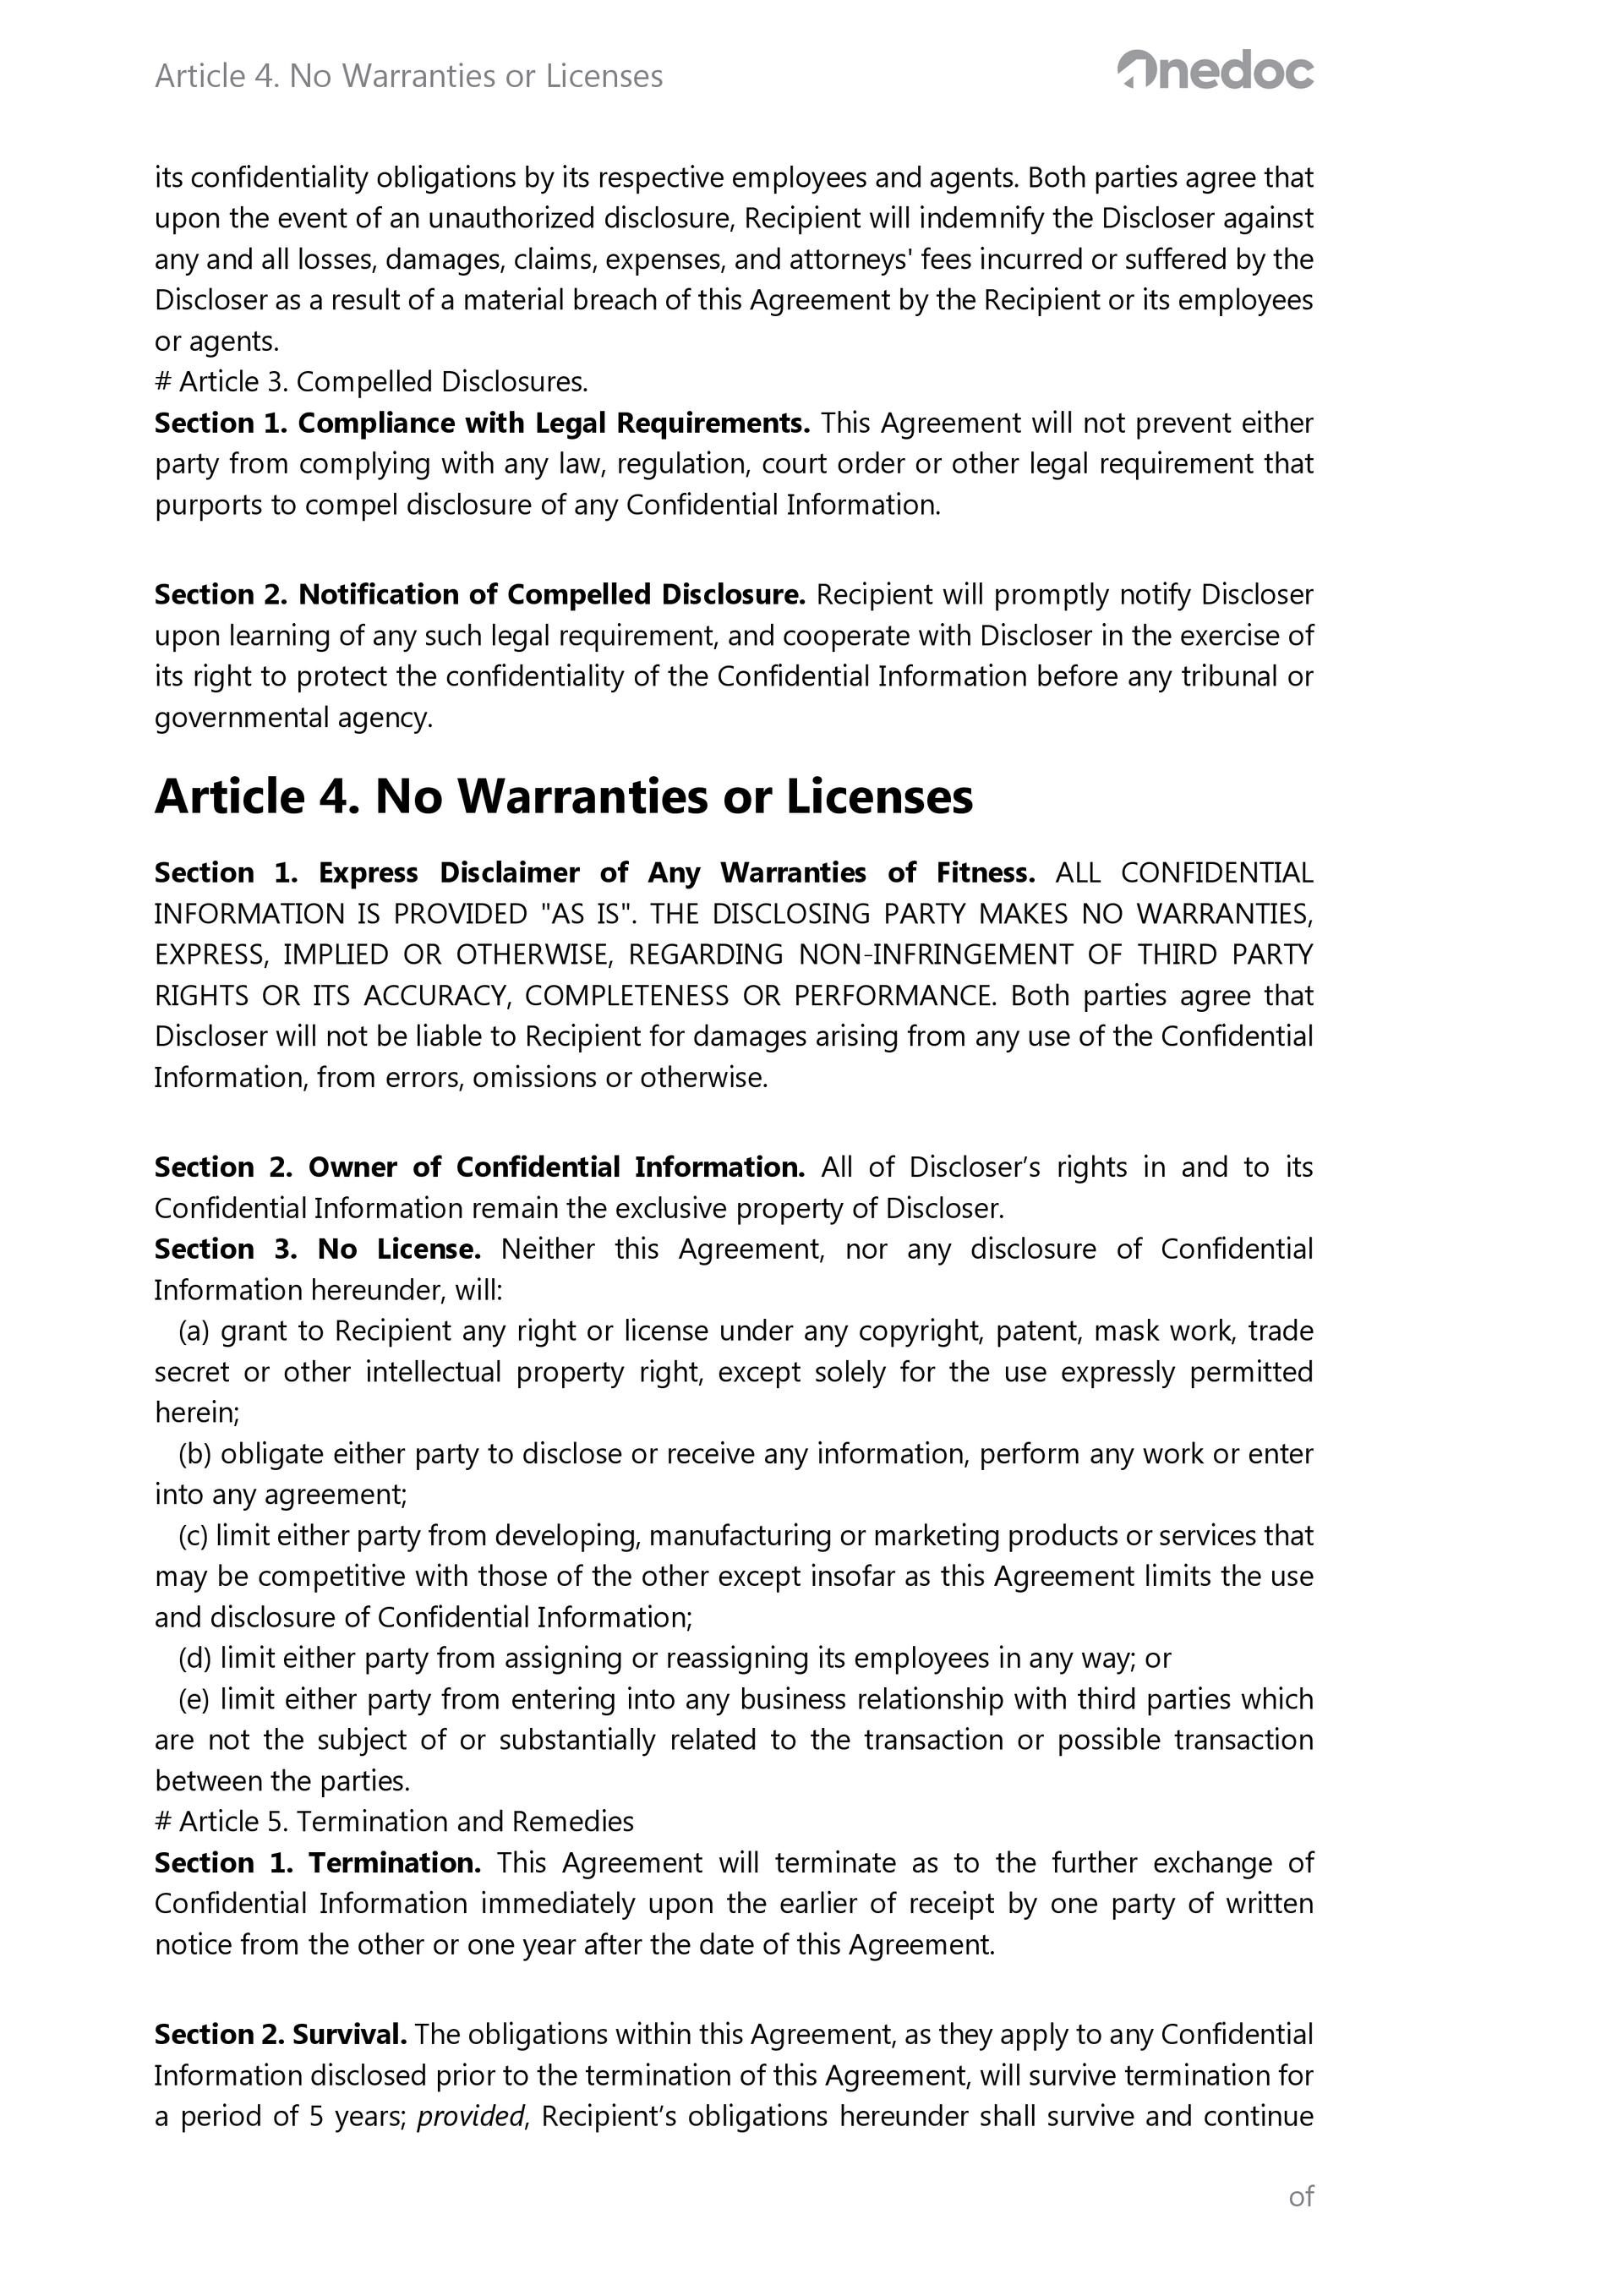 Article 4. No Warranties or Licenses
Onedoc
its confidentiality obligations by its respective employees and agents. Both parties agree that
upon the event of an unauthorized disclosure, Recipient will indemnify the Discloser against
any and all losses, damages, claims, expenses, and attorneys' fees incurred or suffered by the
Discloser as a result of a material breach of this Agreement by the Recipient or its employees
or agents.
# Article 3. Compelled Disclosures.
Section 1. Compliance with Legal Requirements. This Agreement will not prevent either
party from complying with any law, regulation, court order or other legal requirement that
purports to compel disclosure of any Confidential Information.
Section 2. Notification of Compelled Disclosure. Recipient will promptly notify Discloser
upon learning of any such legal requirement, and cooperate with Discloser in the exercise of
its right to protect the confidentiality of the Confidential Information before any tribunal or
governmental agency.
Article 4. No Warranties or Licenses
Section 1. Express Disclaimer of Any Warranties of Fitness. ALL CONFIDENTIAL
INFORMATION IS PROVIDED "AS IS". THE DISCLOSING PARTY MAKES NO WARRANTIES,
EXPRESS, IMPLIED OR OTHERWISE, REGARDING NON-INFRINGEMENT OF THIRD PARTY
RIGHTS OR ITS ACCURACY, COMPLETENESS OR PERFORMANCE. Both parties agree that
Discloser will not be liable to Recipient for damages arising from any use of the Confidential
Information, from errors, omissions or otherwise.
Section 2. Owner of Confidential Information. All of Discloser’s rights in and to its
Confidential Information remain the exclusive property of Discloser.
Section 3. No License. Neither this Agreement, nor any disclosure of Confidential
Information hereunder, will:
(a) grant to Recipient any right or license under any copyright, patent, mask work, trade
secret or other intellectual property right, except solely for the use expressly permitted
herein;
(b) obligate either party to disclose or receive any information, perform any work or enter
into any agreement;
(c) limit either party from developing, manufacturing or marketing products or services that
may be competitive with those of the other except insofar as this Agreement limits the use
and disclosure of Confidential Information;
(d) limit either party from assigning or reassigning its employees in any way; or
(e) limit either party from entering into any business relationship with third parties which
are not the subject of or substantially related to the transaction or possible transaction
between the parties.
# Article 5. Termination and Remedies
Section 1. Termination. This Agreement will terminate as to the further exchange of
Confidential Information immediately upon the earlier of receipt by one party of written
notice from the other or one year after the date of this Agreement.
Section 2. Survival. The obligations within this Agreement, as they apply to any Confidential
Information disclosed prior to the termination of this Agreement, will survive termination for
a period of 5 years; provided, Recipient’s obligations hereunder shall survive and continue
of